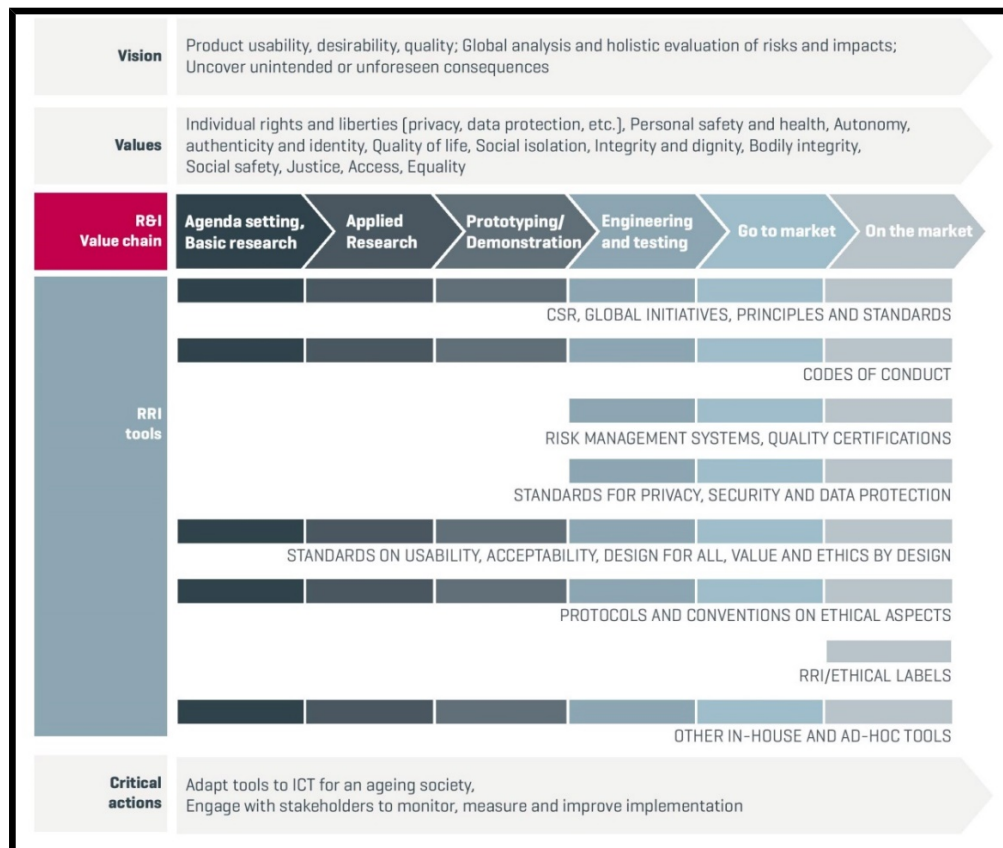 Vision
Product usability, desirability, quality; Global analysis and holistic evaluation of risks and impacts;
Uncover unintended or unforeseen consequences
Values
Individual rights and liberties (privacy, data protection, etc.), Personal safety and health, Autonomy,
authenticity and identity, Quality of life, Social isolation, Integrity and dignity, Bodily integrity,
Social safety, Justice, Access, Equality
R&I
Value chain
Agenda setting,
Basic research
Applied
Research
Prototyping/
Demonstration
Engineering
and testing
Go to market
On the market
RRI
tools
CSR, GLOBAL INITIATIVES, PRINCIPLES AND STANDARDS
CODES OF CONDUCT
RISK MANAGEMENT SYSTEMS, QUALITY CERTIFICATIONS
STANDARDS FOR PRIVACY, SECURITY AND DATA PROTECTION
STANDARDS ON USABILITY, ACCEPTABILITY, DESIGN FOR ALL, VALUE AND ETHICS BY DESIGN
PROTOCOLS AND CONVENTIONS ON ETHICAL ASPECTS
RRI/ETHICAL LABELS
OTHER IN-HOUSE AND AD-HOC TOOLS
Critical
actions
Adapt tools to ICT for an ageing society,
Engage with stakeholders to monitor, measure and improve implementation